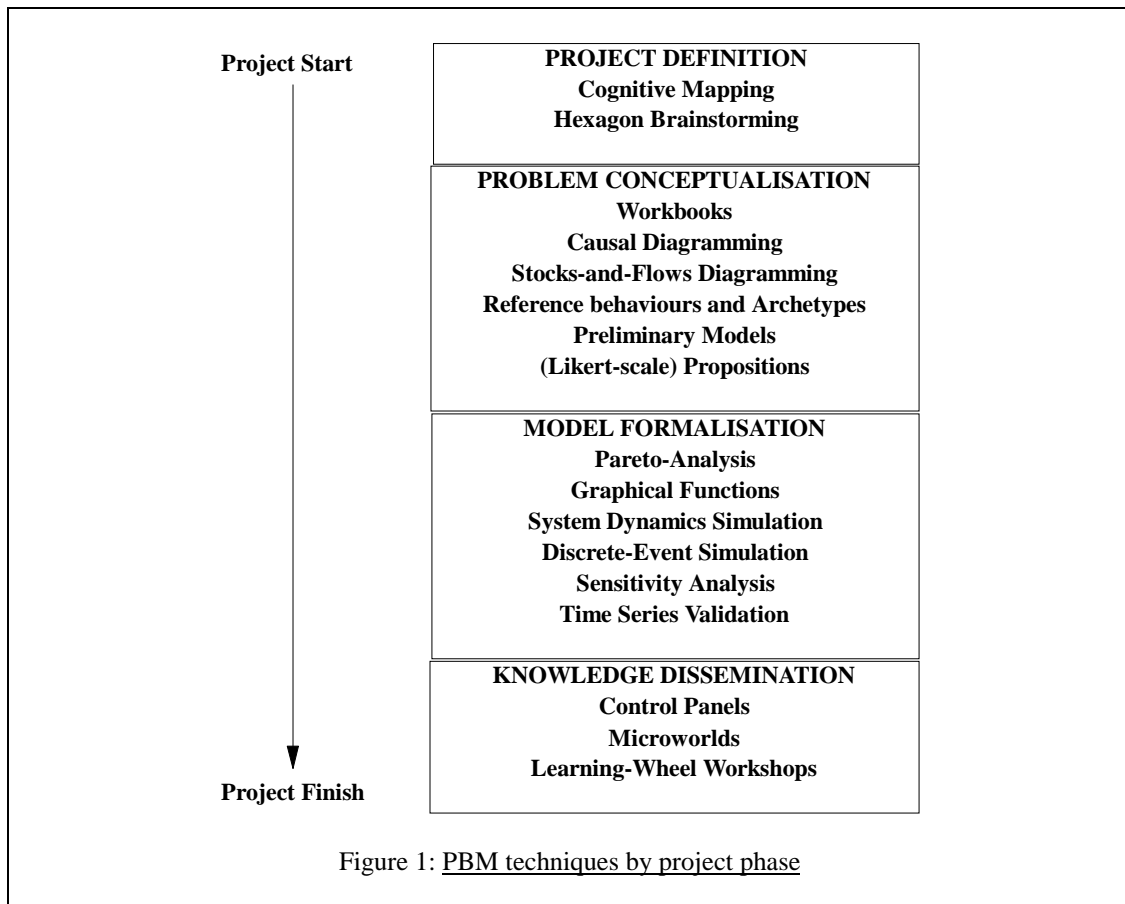 Project Start
PROJECT DEFINITION
Cognitive Mapping
Hexagon Brainstorming
PROBLEM CONCEPTUALISATION
Workbooks
Causal Diagramming
Stocks-and-Flows Diagramming
Reference behaviours and Archetypes
Preliminary Models
(Likert-scale) Propositions
MODEL FORMALISATION
Pareto-Analysis
Graphical Functions
System Dynamics Simulation
Discrete-Event Simulation
Sensitivity Analysis
Time Series Validation
KNOWLEDGE DISSEMINATION
Control Panels
Microworlds
Learning-Wheel Workshops
Project Finish
Figure 1: PBM techniques by project phase